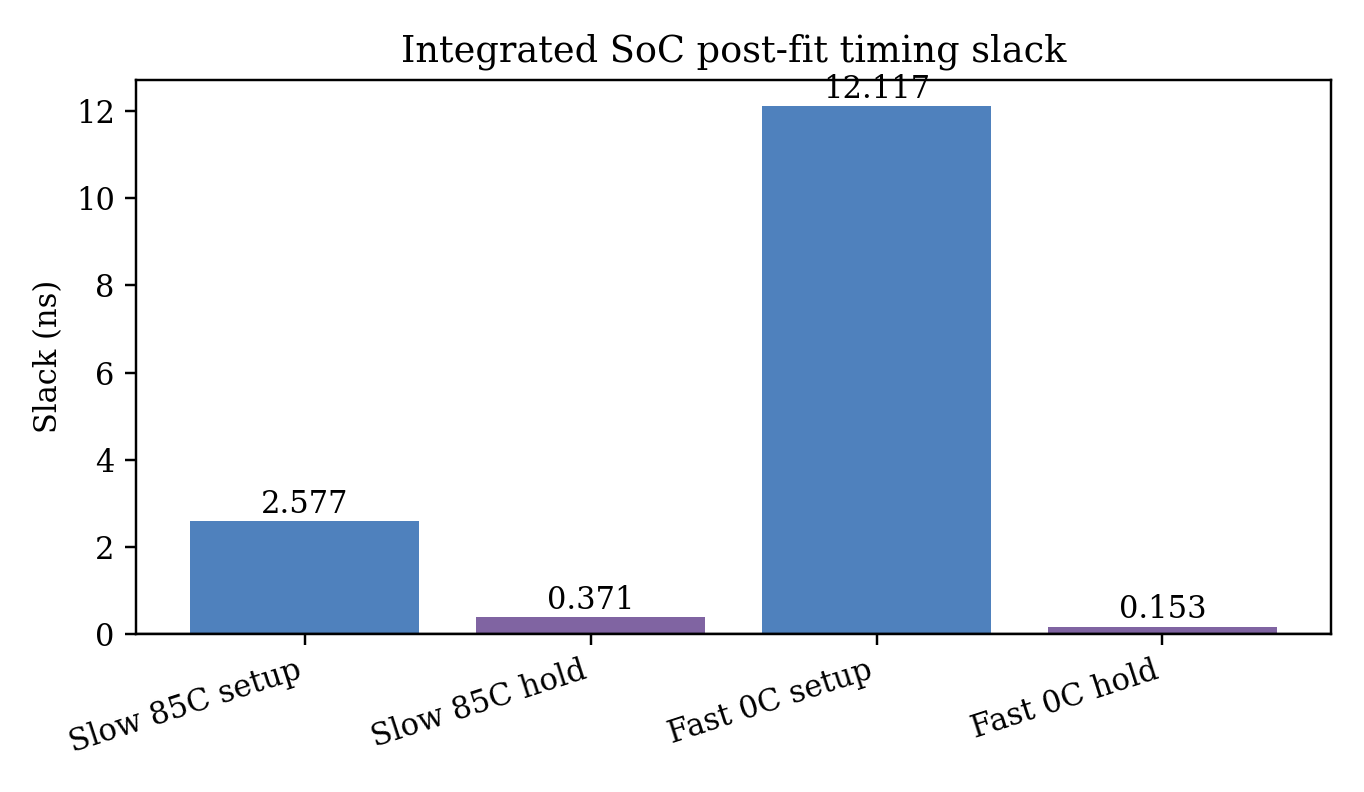 Integrated SoC post-fit timing slack
12.117
12
10
8
6
4
2
0
Slack (ns)
2.577
0.371
0.153
Slow 85C setup
Slow 85C hold
Fast 0C setup
Fast 0C hold